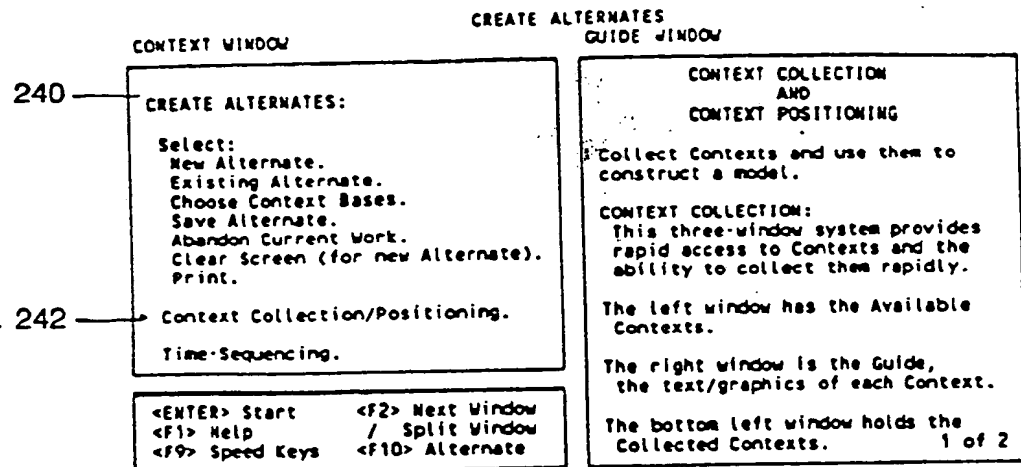 CREATE ALTERNATES
CONTEXT WINDOW
240
CREATE ALTERNATES:
Select:
New Alternate.
Existing Alternate.
Choose Context Bases.
Save Alternate.
Abandon Current Work.
Clear Screen (for new Alternate).
Print.
242
Context Collection/Positioning.
Time-Sequencing.
<ENTER> Start <F2> Next Window
<F1> Help / Split Window
<F9> Speed Keys <F10> Alternate
GUIDE WINDOW
CONTEXT COLLECTION
AND
CONTEXT POSITIONING
Collect Contexts and use them to
construct a model.
CONTEXT COLLECTION:
This three-window system provides
rapid access to Contexts and the
ability to collect them rapidly.
The left window has the Available
Contexts.
The right window is the Guide,
the text/graphics of each Context.
The bottom left window holds the
Collected Contexts. 1 of 2